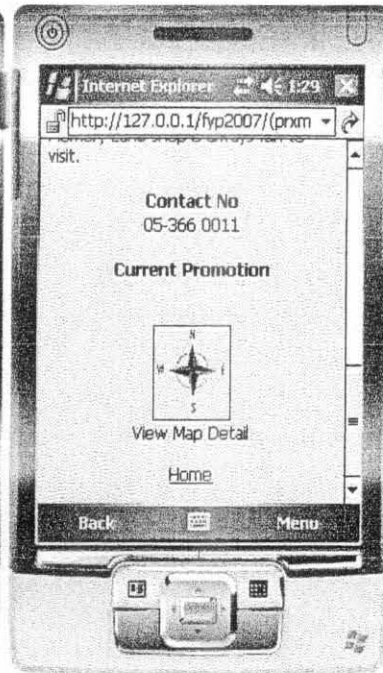 Internet Explorer 1:29
http://127.0.0.1/fyp2007/(prxm
visit.
Contact No
05-366 0011
Current Promotion
N
W E
S
View Map Detail
Home
Back Menu